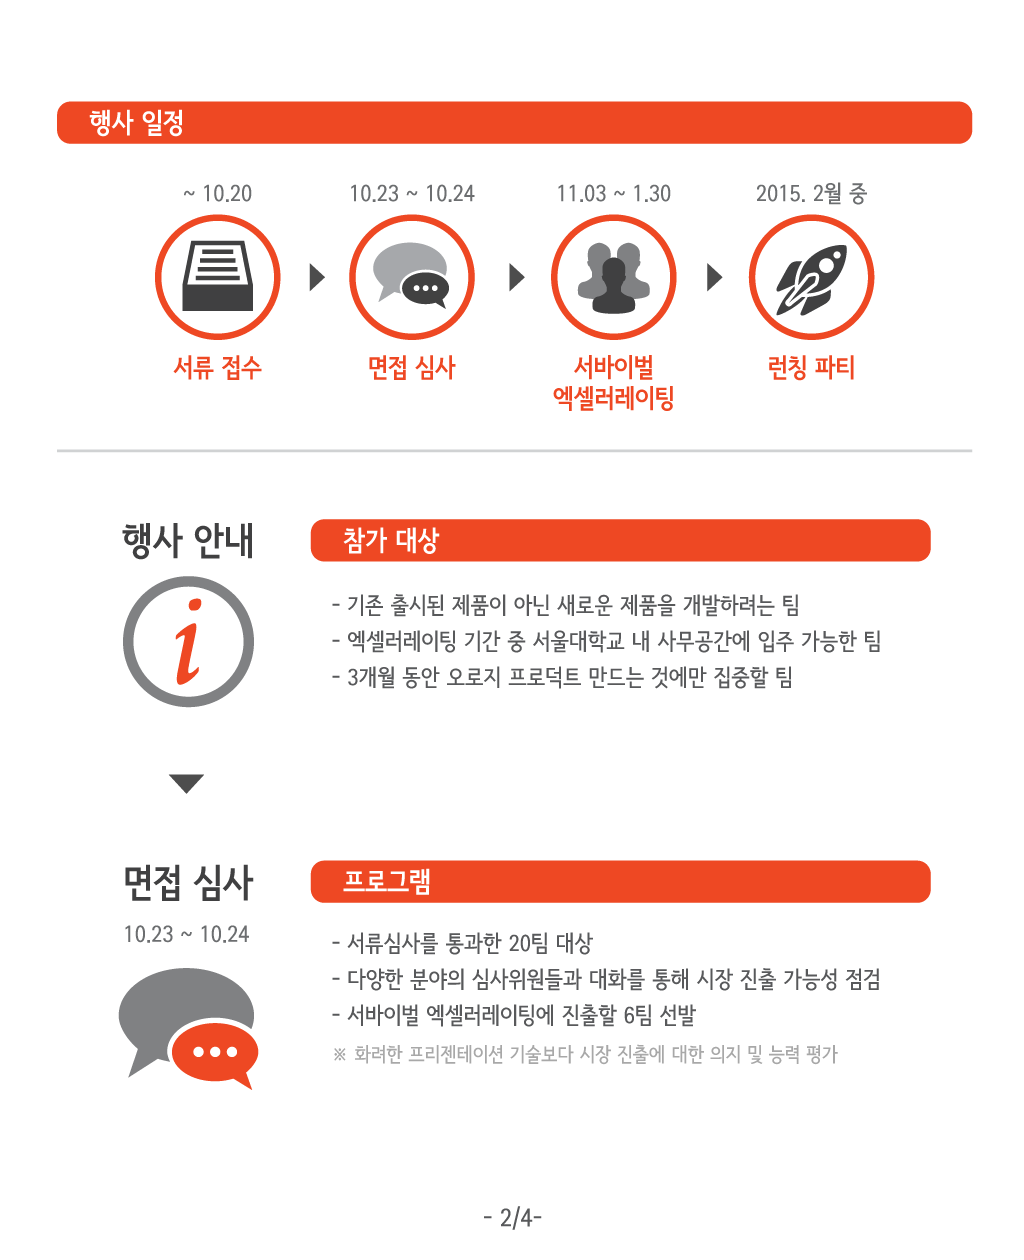 행사 일정
~ 10.20
10.23 ~ 10.24
11.03 ~ 1.30
2015. 2월 중
서류 접수
면접 심사
서바이벌
엑셀러레이팅
런칭 파티
행사 안내
참가 대상
- 기존 출시된 제품이 아닌 새로운 제품을 개발하려는 팀
- 엑셀러레이팅 기간 중 서울대학교 내 사무공간에 입주 가능한 팀
- 3개월 동안 오로지 프로덕트 만드는 것에만 집중할 팀
면접 심사
10.23 ~ 10.24
프로그램
- 서류심사를 통과한 20팀 대상
- 다양한 분야의 심사위원들과 대화를 통해 시장 진출 가능성 점검
- 서바이벌 엑셀러레이팅에 진출할 6팀 선발
※ 화려한 프리젠테이션 기술보다 시장 진출에 대한 의지 및 능력 평가
- 2/4-